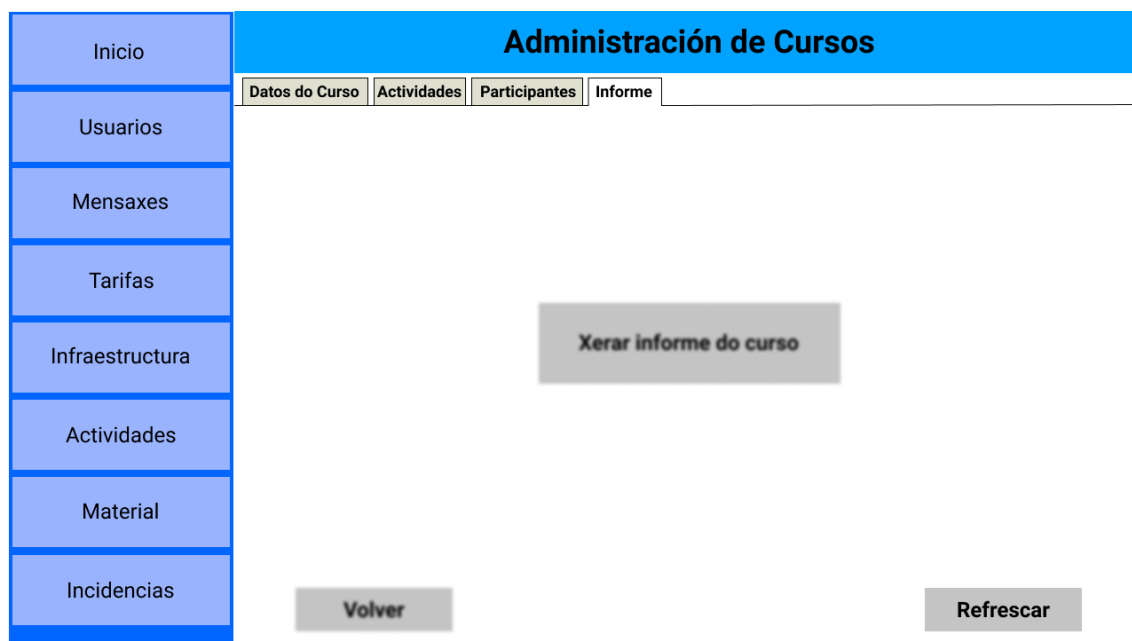 Administración de Cursos
Datos do Curso
Actividades
Participantes
Informe
Inicio
Usuarios
Mensaxes
Tarifas
Infraestructura
Actividades
Material
Incidencias
Xerar informe do curso
Volver
Refrescar